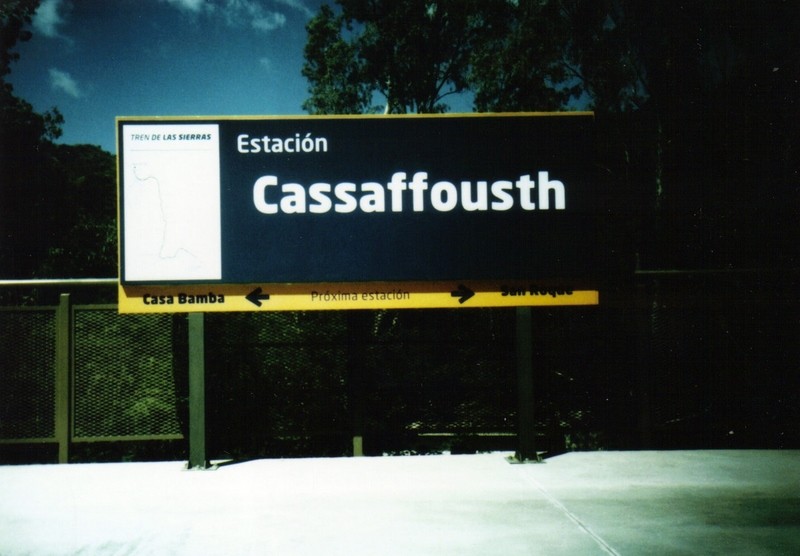 TREN DE LAS SIERRAS
Estación
Cassaffousth
Casa Bamba Próxima estación San Roque